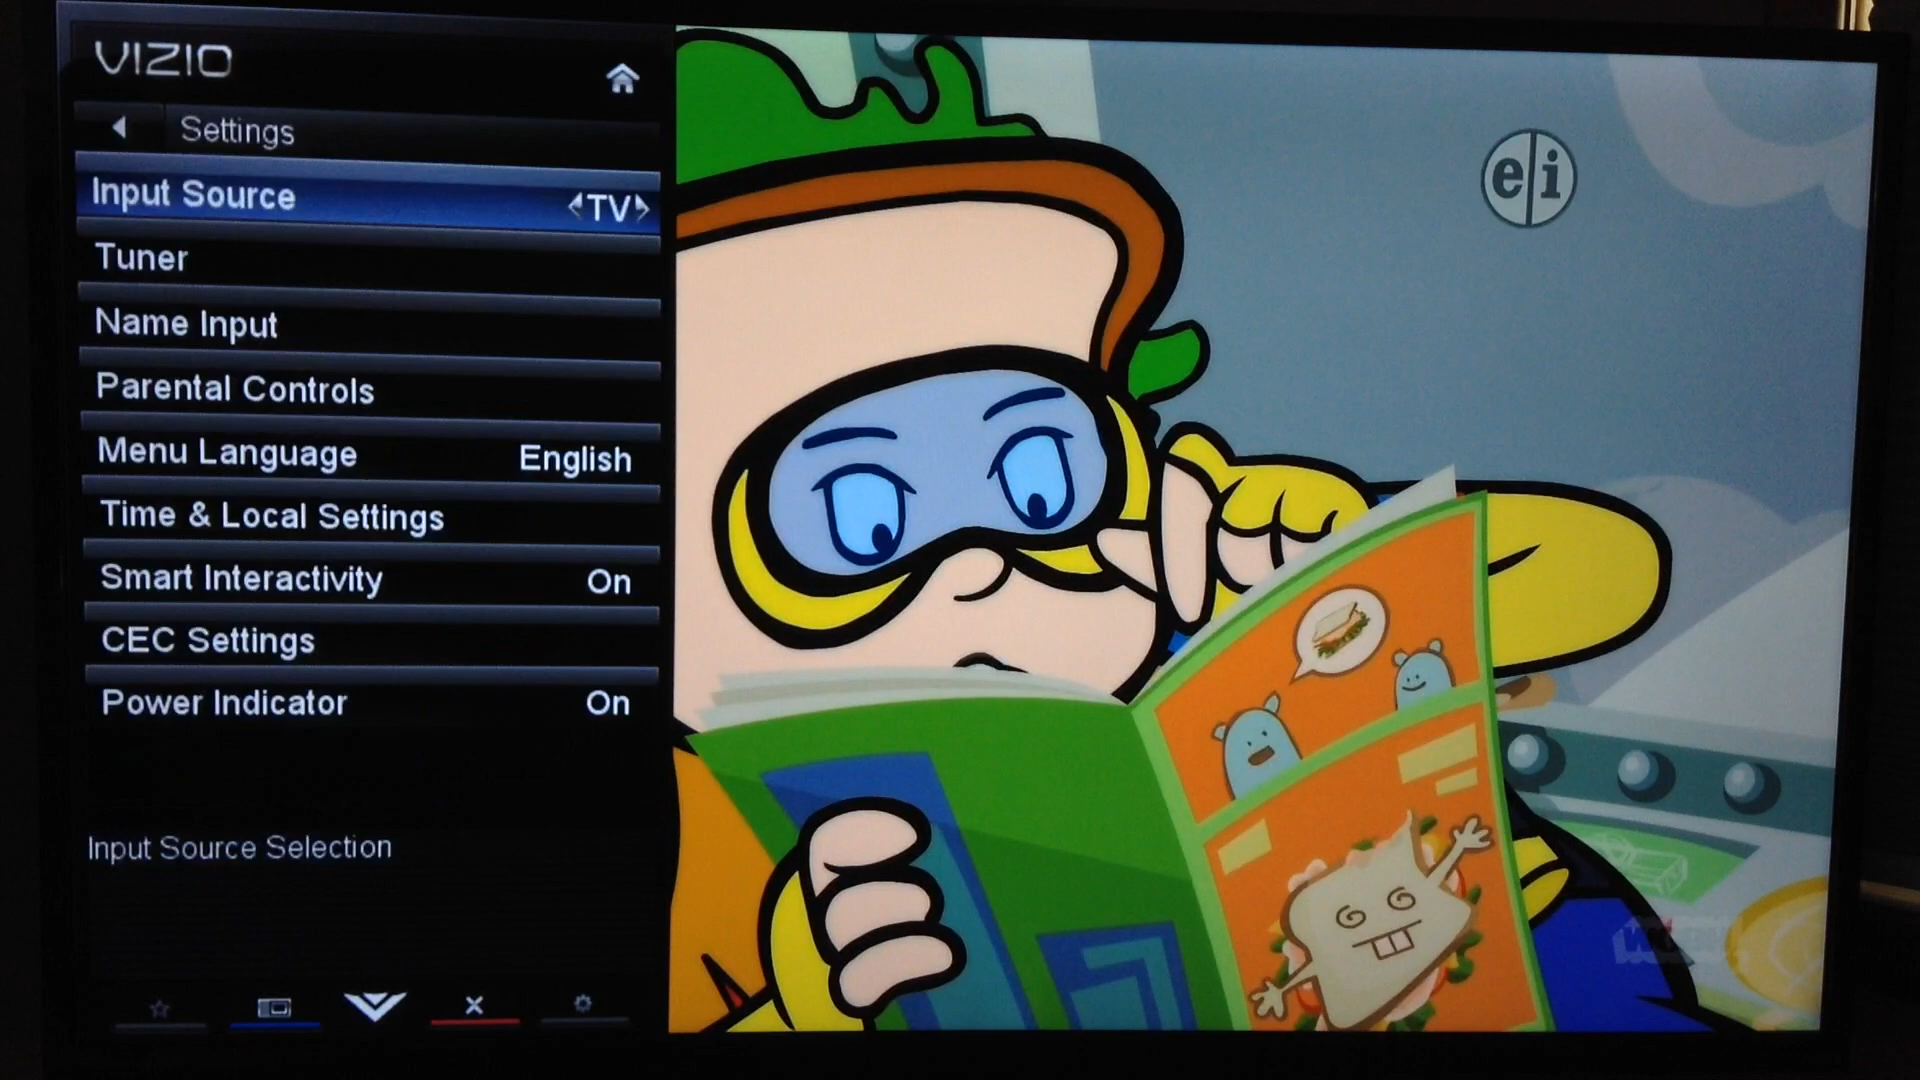 VIZIO
Settings
Input Source TV
Tuner
Name Input
Parental Controls
Menu Language English
Time & Local Settings
Smart Interactivity On
CEC Settings
Power Indicator On
Input Source Selection
e/i